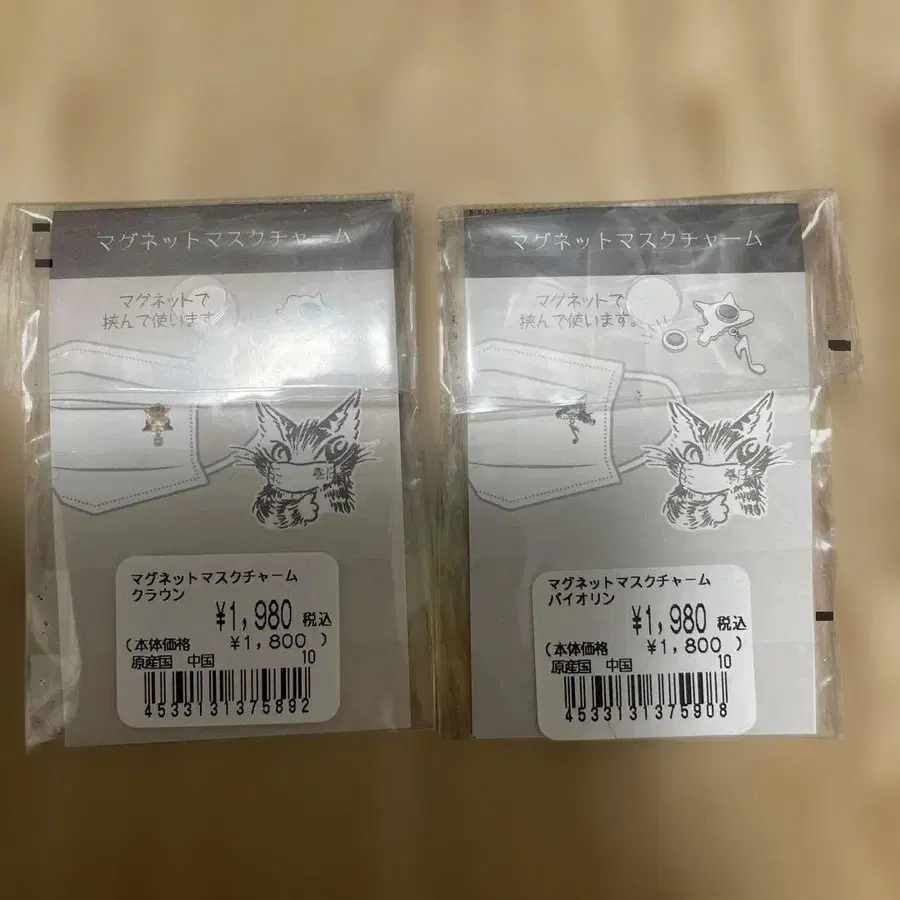 マグネットマスクチャーム
マグネットで
挟んで使います。
マグネットマスクチャーム
クラウン
¥1,980 税込
(本体価格 ¥1,800 )
原産国 中国 10
4533131375892
マグネットマスクチャーム
マグネットで
挟んで使います。
マグネットマスクチャーム
バイオリン
¥1,980 税込
(本体価格 ¥1,800 )
原産国 中国 10
4533131375908